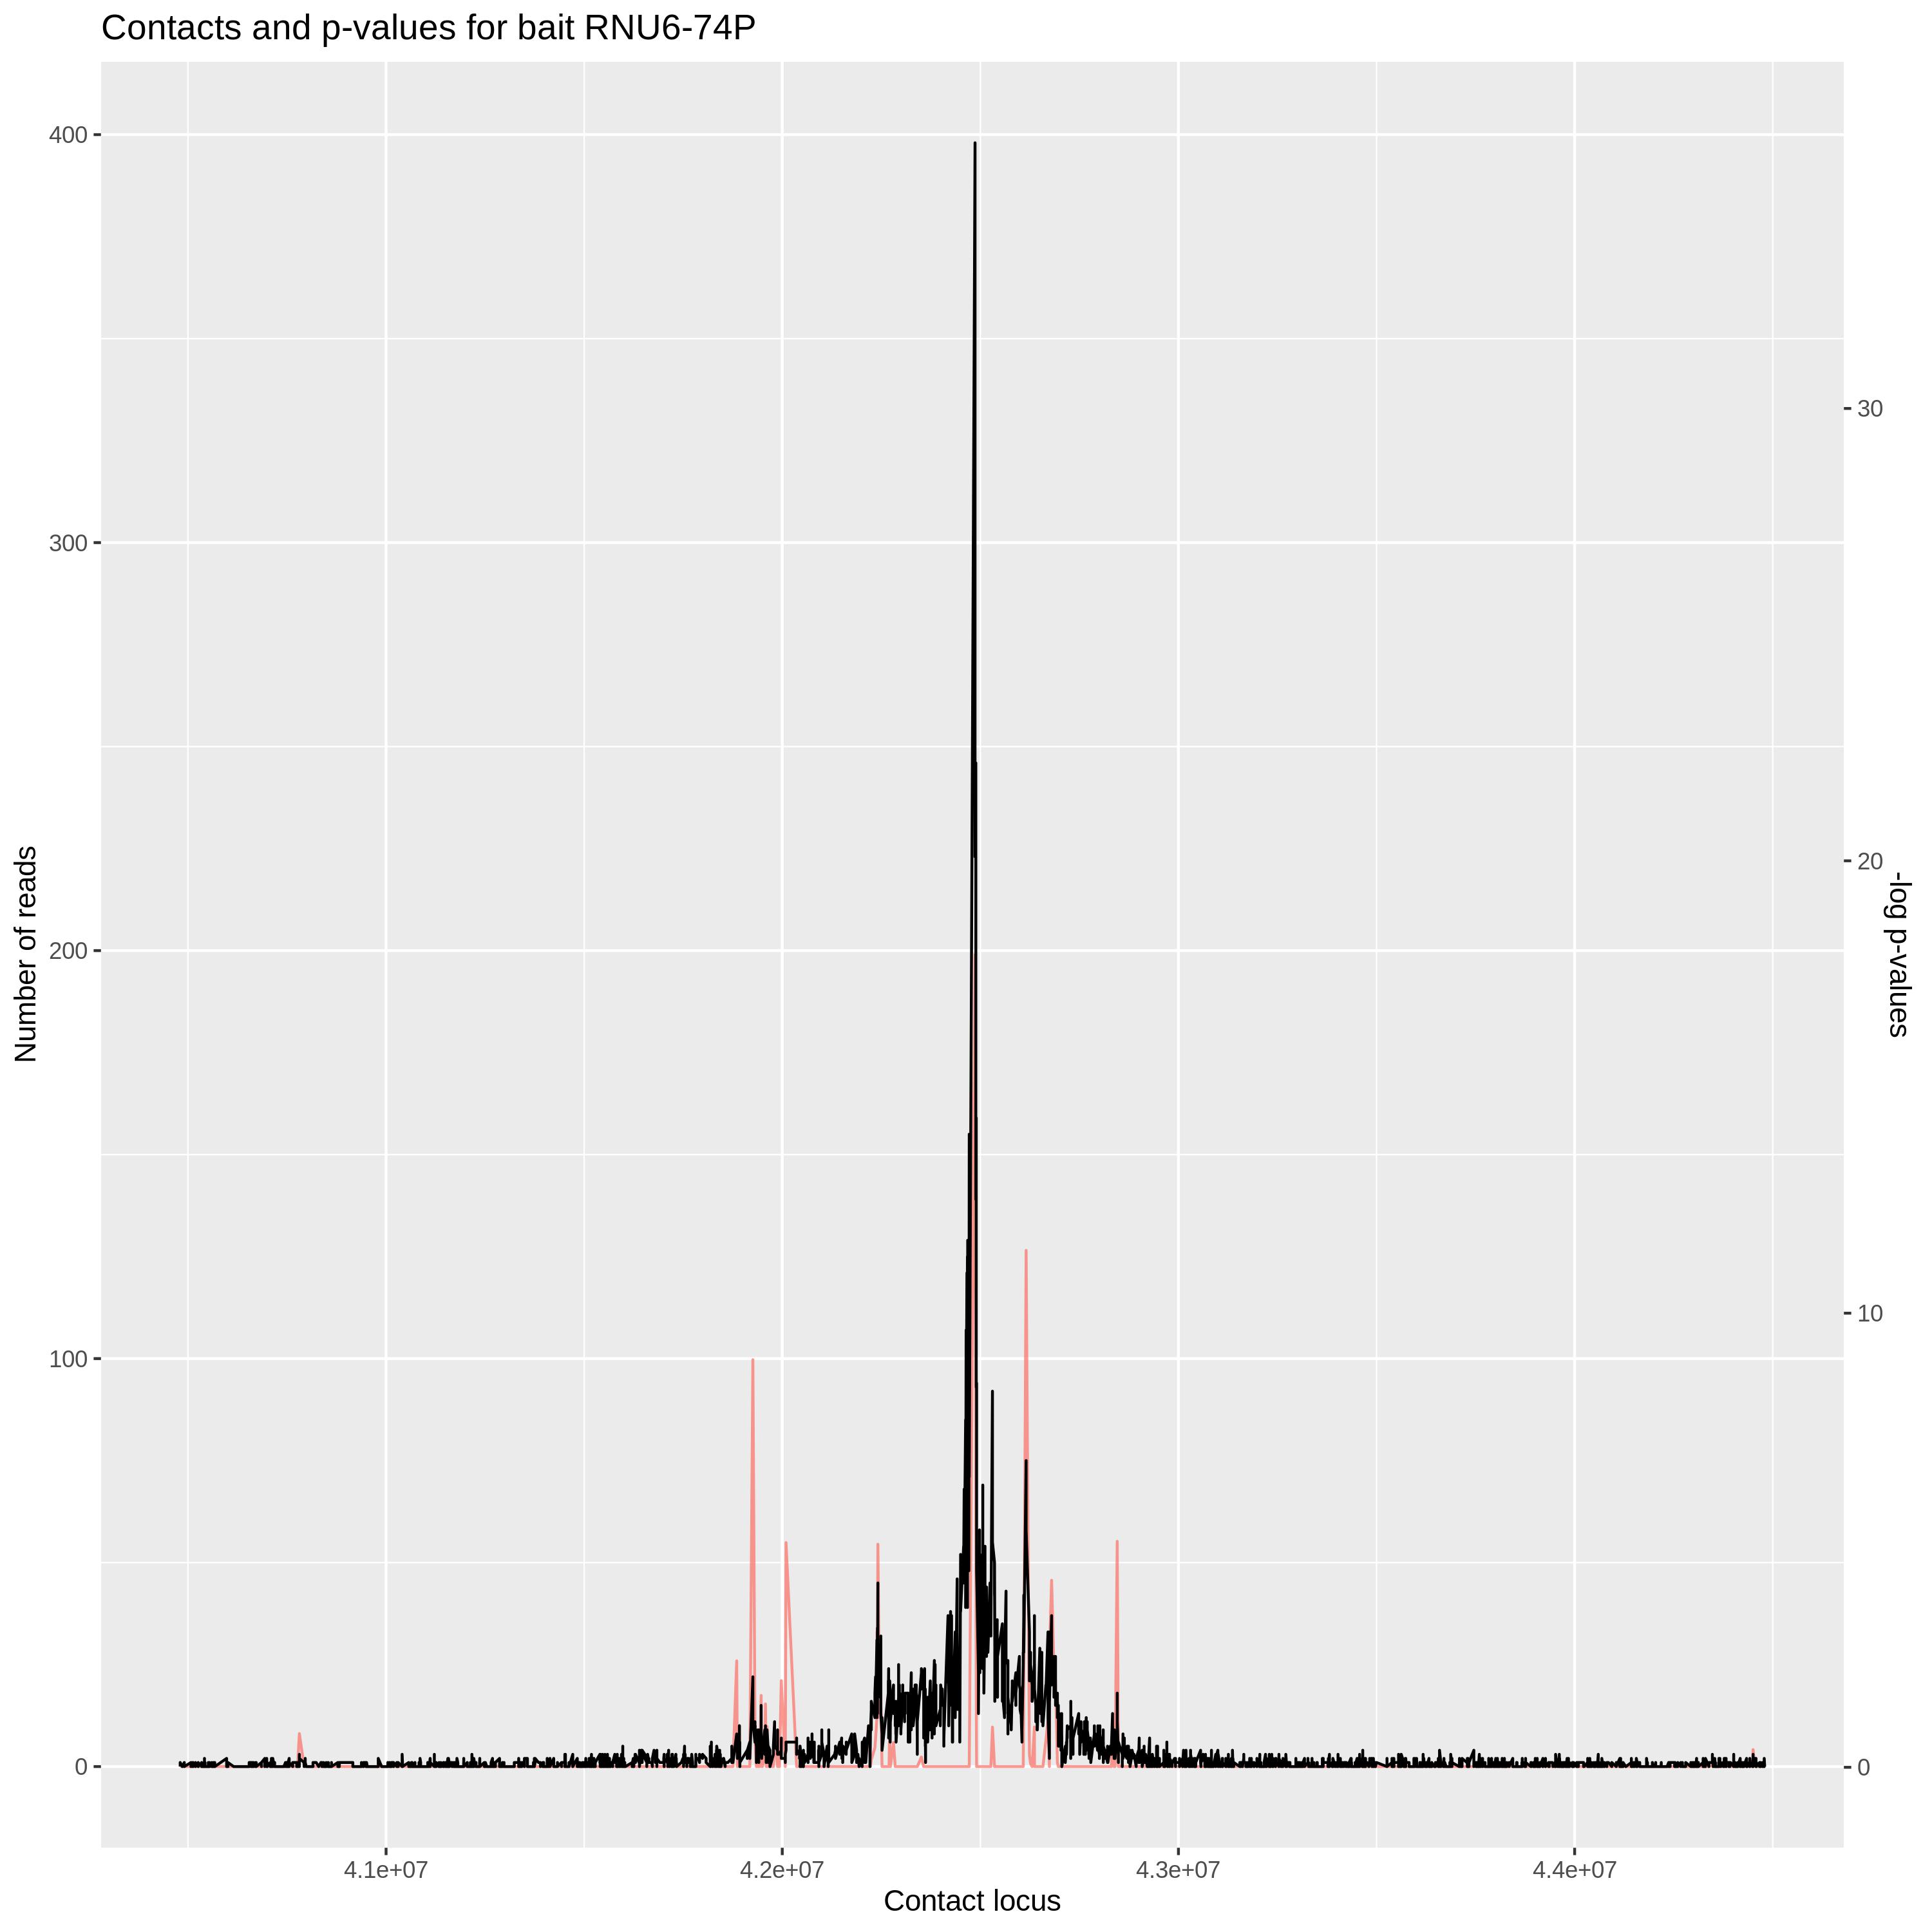 Contacts and p-values for bait RNU6-74P
400
300
200
100
0
Number of reads
30
20
10
0
-log p-values
4.1e+07
4.2e+07
4.3e+07
4.4e+07
Contact locus